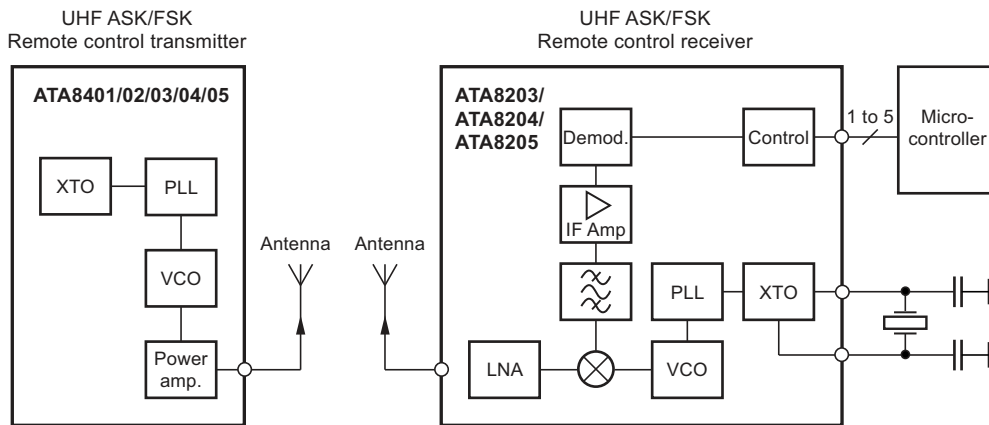 UHF ASK/FSK
Remote control transmitter
ATA8401/02/03/04/05
XTO
PLL
VCO
Power
amp.
Antenna
Antenna
UHF ASK/FSK
Remote control receiver
ATA8203/
ATA8204/
ATA8205
Demod.
Control
1 to 5
Micro-
controller
IF Amp
PLL
XTO
LNA
VCO